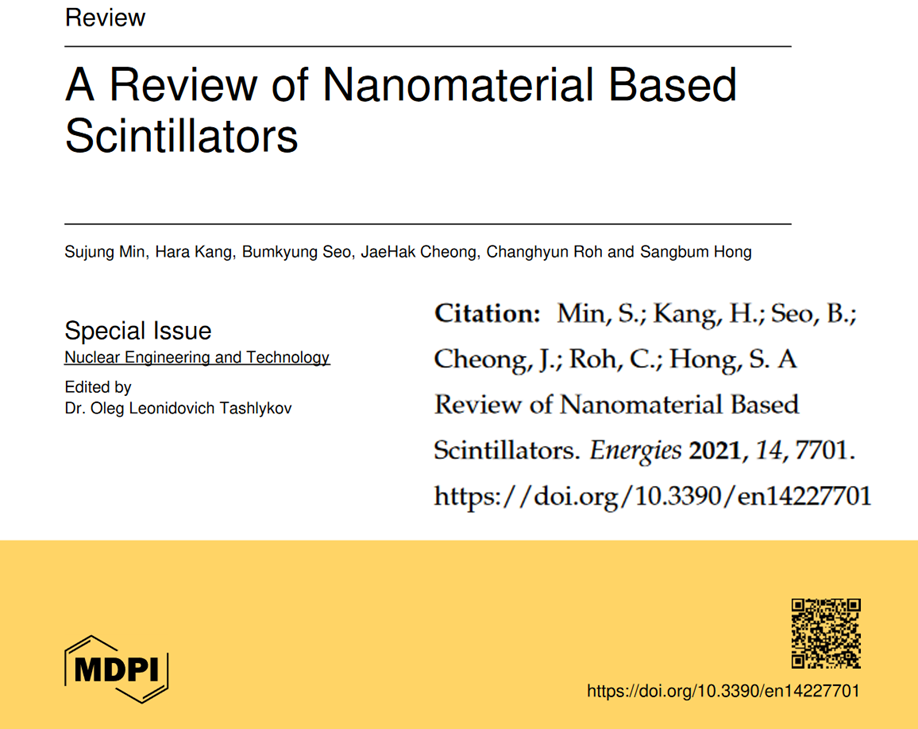 Review
A Review of Nanomaterial Based
Scintillators
Sujung Min, Hara Kang, Bumkyung Seo, JaeHak Cheong, Changhyun Roh and Sangbum Hong
Special Issue
Nuclear Engineering and Technology
Edited by
Dr. Oleg Leonidovich Tashlykov
Citation: Min, S.; Kang, H.; Seo, B.;
Cheong, J.; Roh, C.; Hong, S. A
Review of Nanomaterial Based
Scintillators. Energies 2021, 14, 7701.
https://doi.org/10.3390/en14227701
MDPI
https://doi.org/10.3390/en14227701